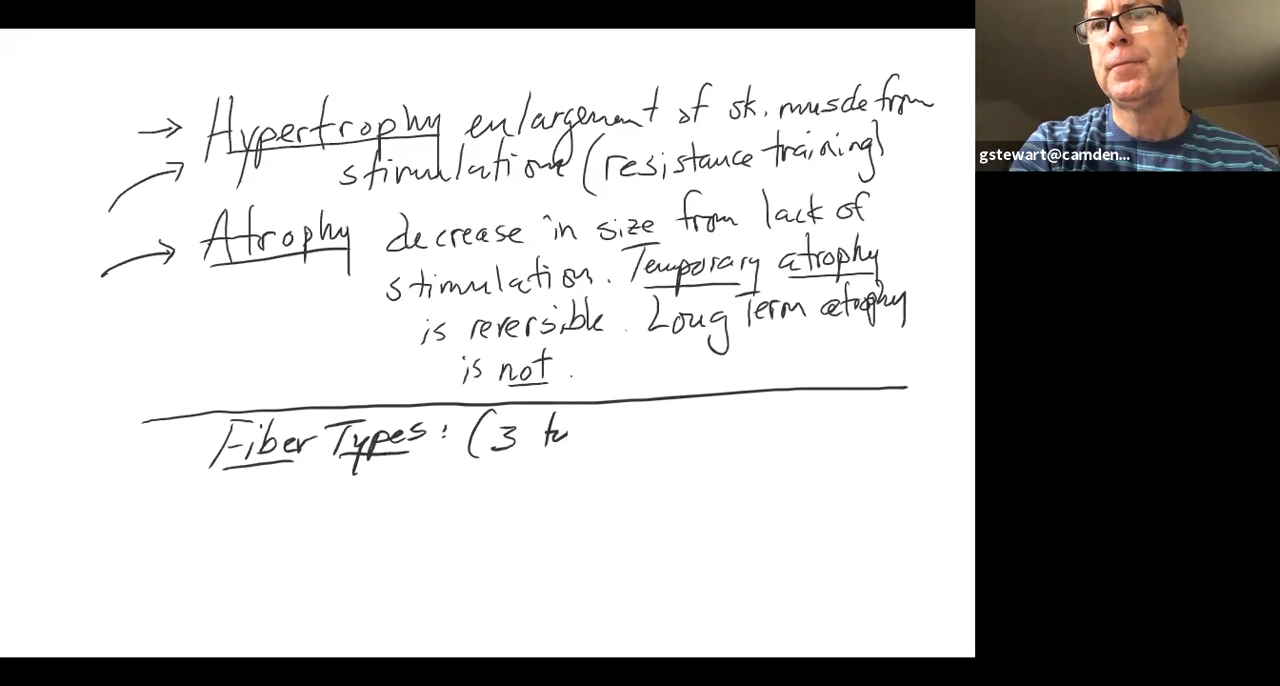 → Hypertrophy enlargement of sk. muscle from
stimulation (resistance training)
→ Atrophy decrease in size from lack of
stimulation. Temporary atrophy
is reversible. Long Term atrophy
is not.
Fiber Types: (3
gstewart@camden...